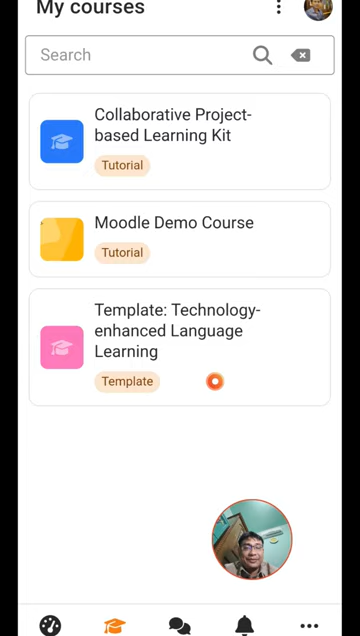 My courses
Search
Collaborative Project-
based Learning Kit
Tutorial
Moodle Demo Course
Tutorial
Template: Technology-
enhanced Language
Learning
Template